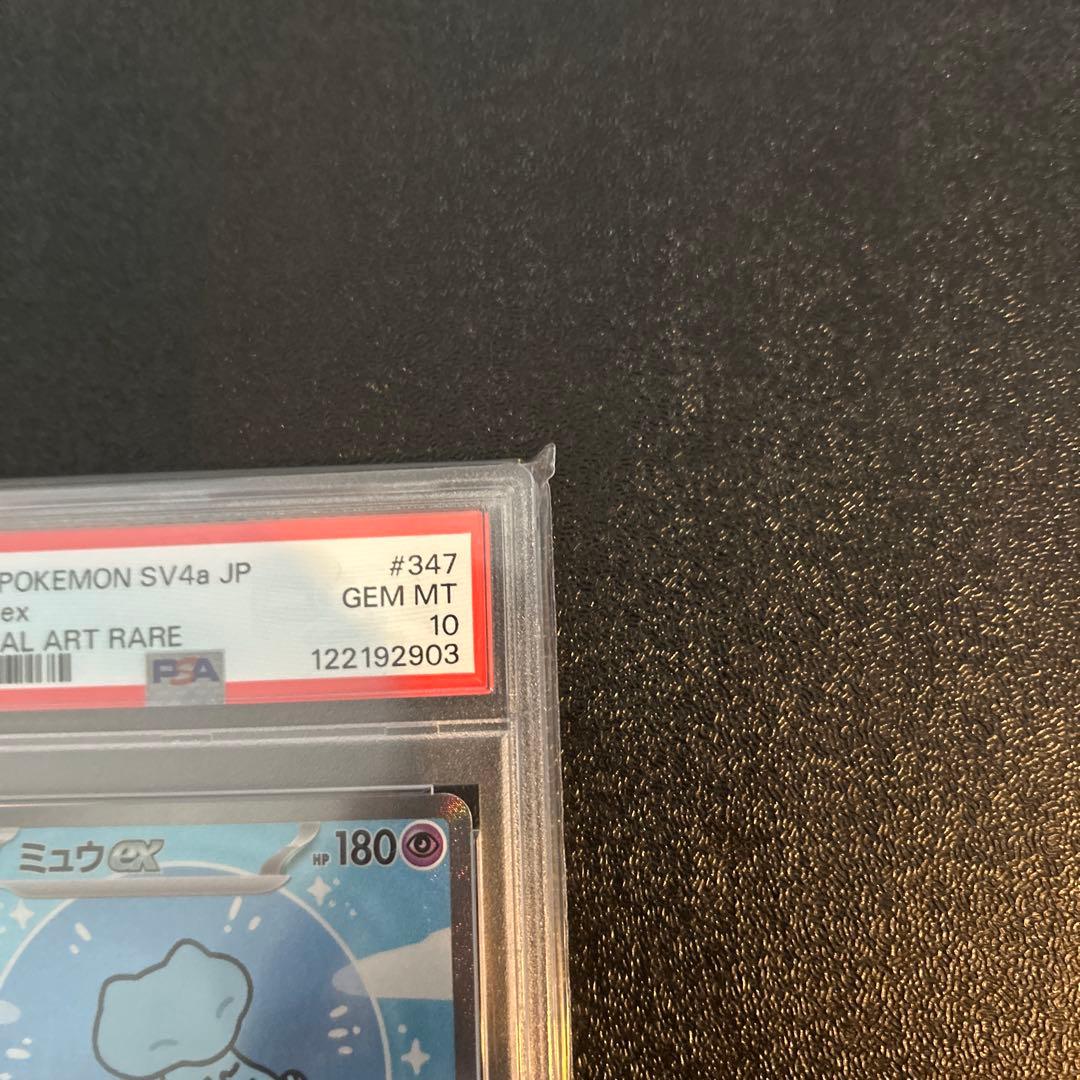 POKEMON SV4a JP #347
ex GEM MT
AL ART RARE 10
PSA 122192903
ミュウex HP 180